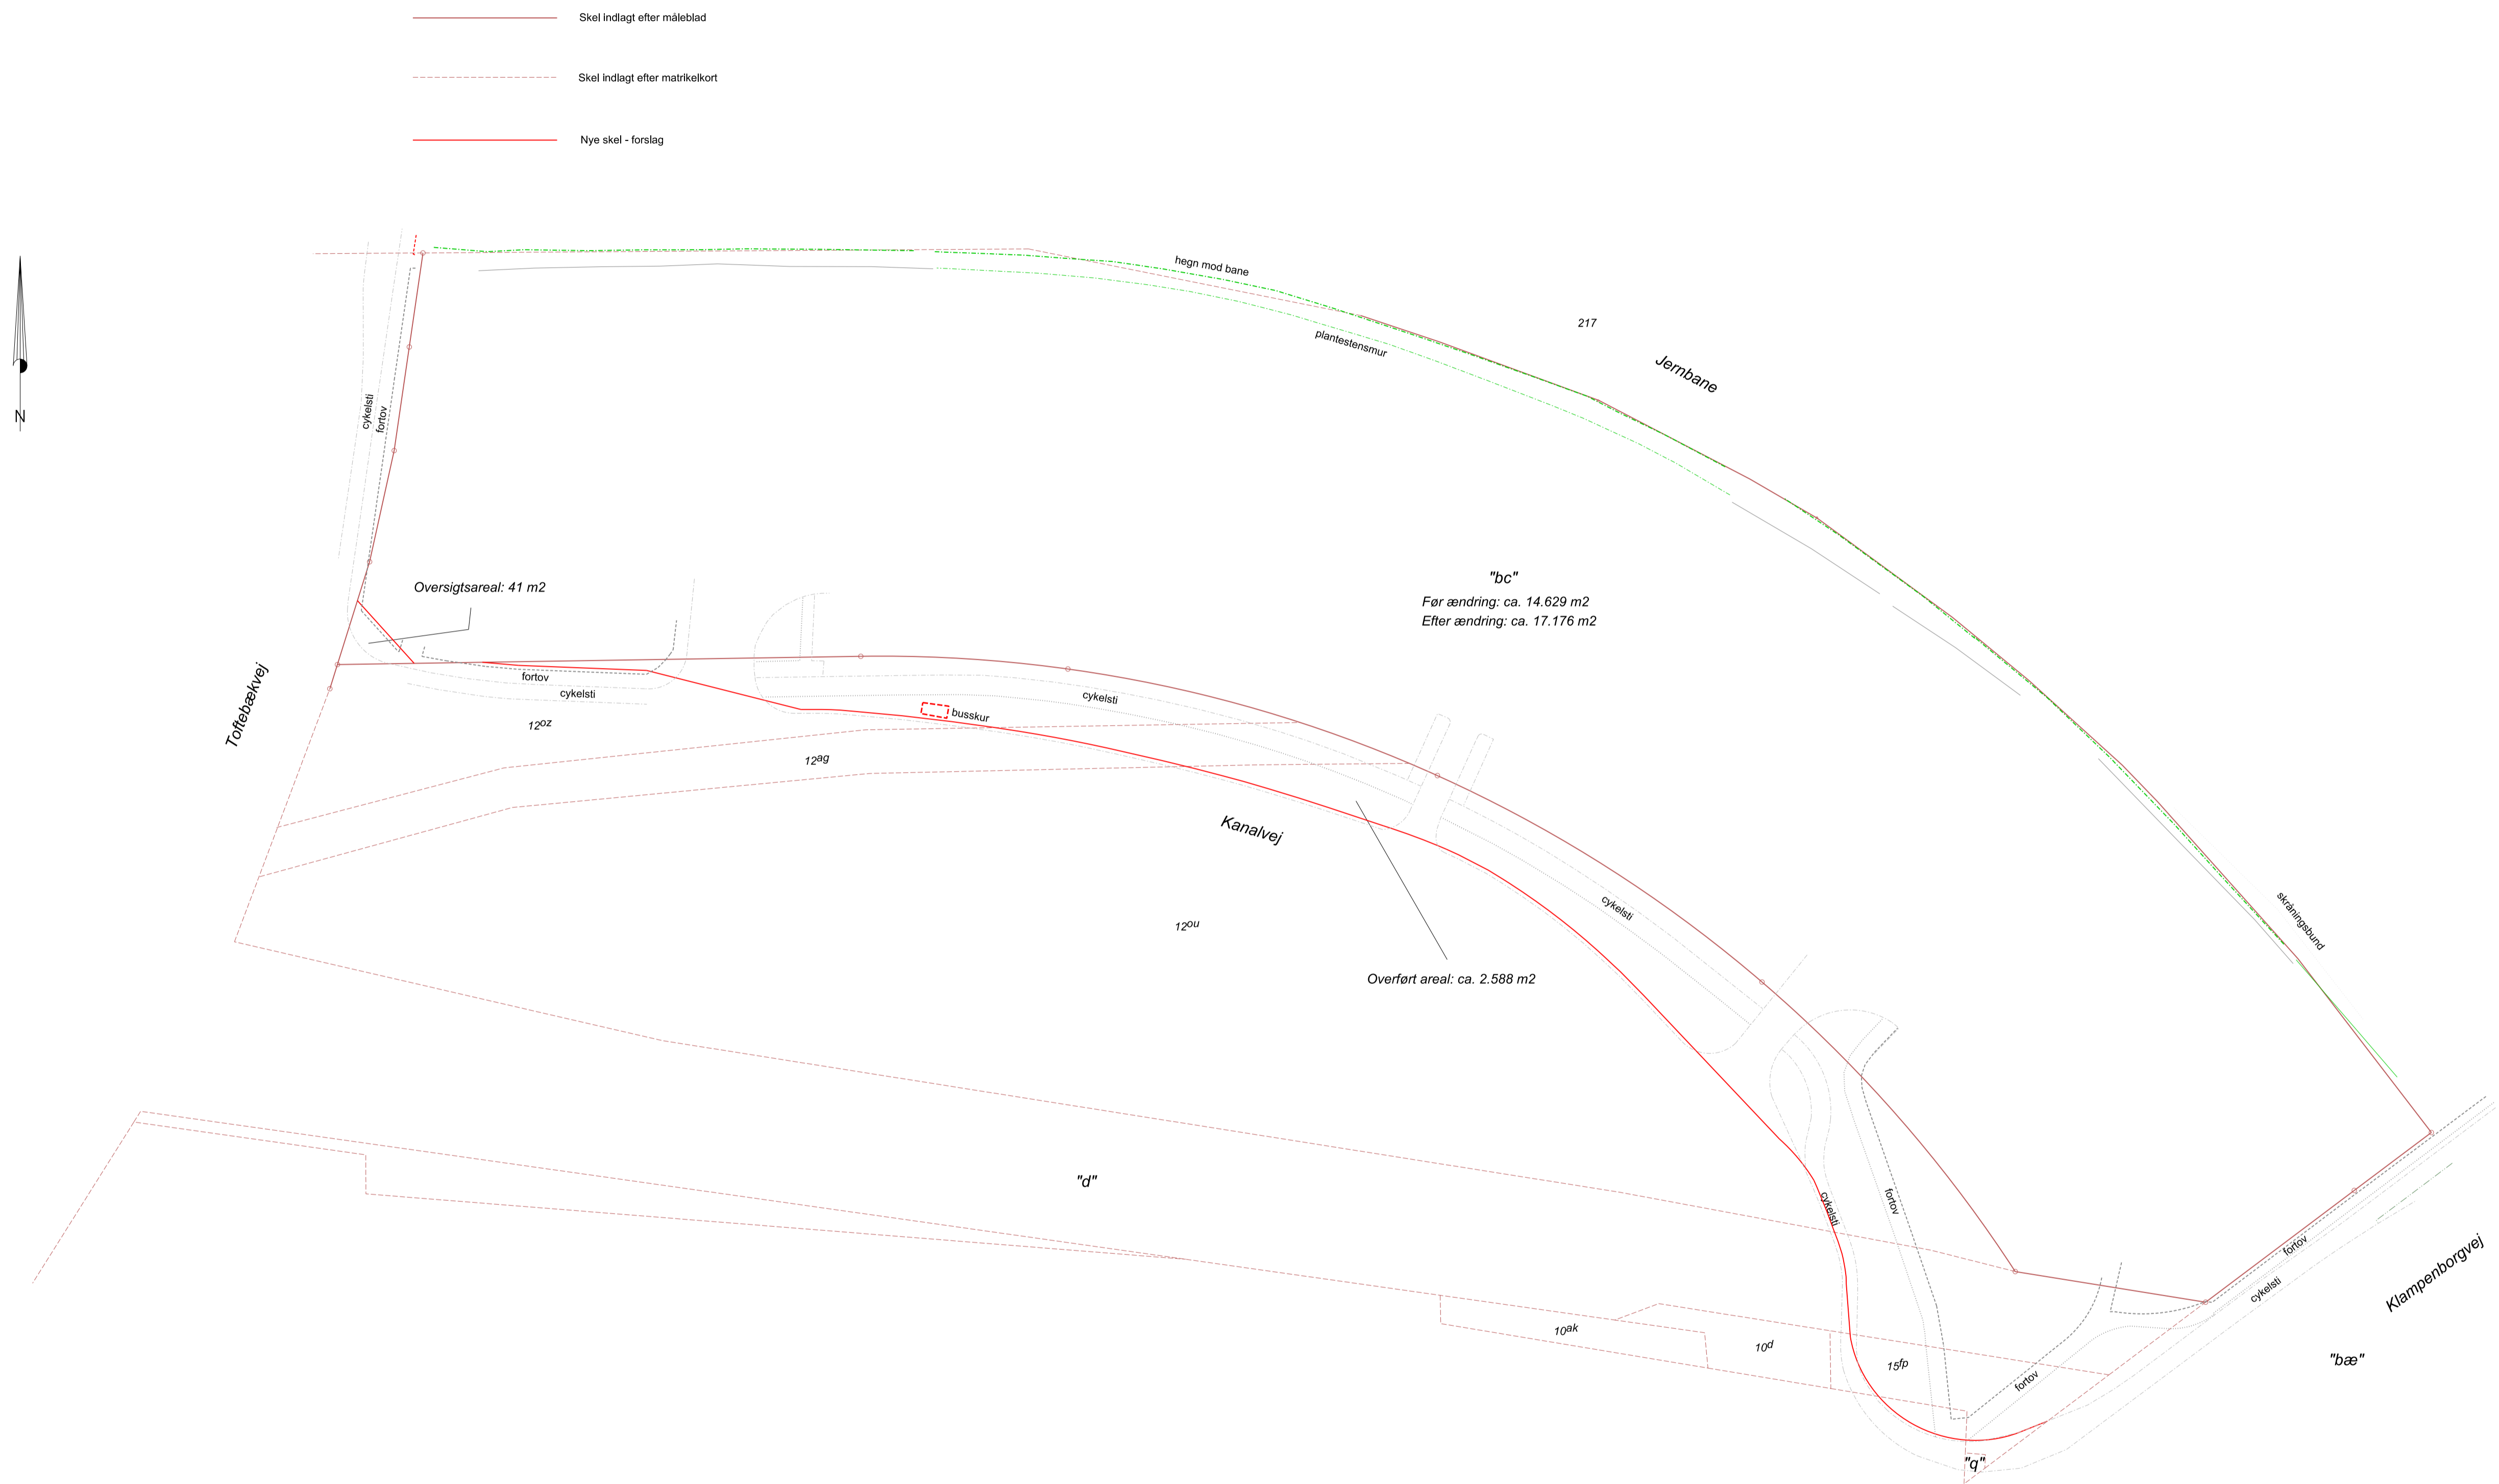 Skel indlagt efter måleblad
Skel indlagt efter matrikelkort
Nye skel - forslag
hegn mod bane
217
plantestensmur
Jernbane
N
cykelsti
fortov
"bc"
Oversigtsareal: 41 m2
Før ændring: ca. 14.629 m2
Efter ændring: ca. 17.176 m2
Toftebækvej
fortov
cykelsti
12oz
cykelsti
busskur
12ag
Kanalvej
12ou
cykelsti
skråningsbund
Overført areal: ca. 2.588 m2
"d"
cykelsti
fortov
fortov
cykelsti
Klampenborgvej
10ak
10d
15fp
fortov
"bæ"
"q"